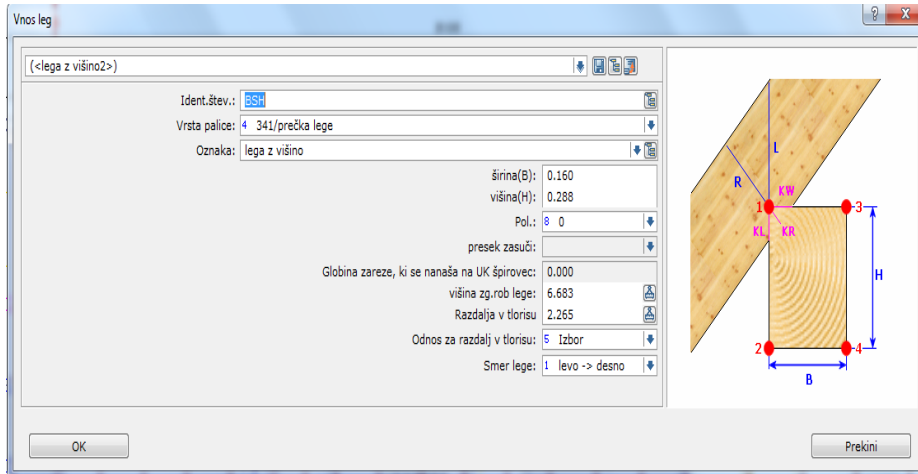 Vnos leg
(<lega z višino2>)
Ident.štev.: BSH
Vrsta palice: 4 341/prečka lege
Oznaka: lega z višino
širina(B): 0.160
višina(H): 0.288
Pol.: 8 0
presek zasuči:
Globina zareze, ki se nanaša na UK špirovec: 0.000
višina zg.rob lege: 6.683
Razdalja v tlorisu 2.265
Odnos za razdalj v tlorisu: 5 Izbor
Smer lege: 1 levo -> desno
OK
Prekini
L
R
KW
1
3
KL
KR
H
2
4
B